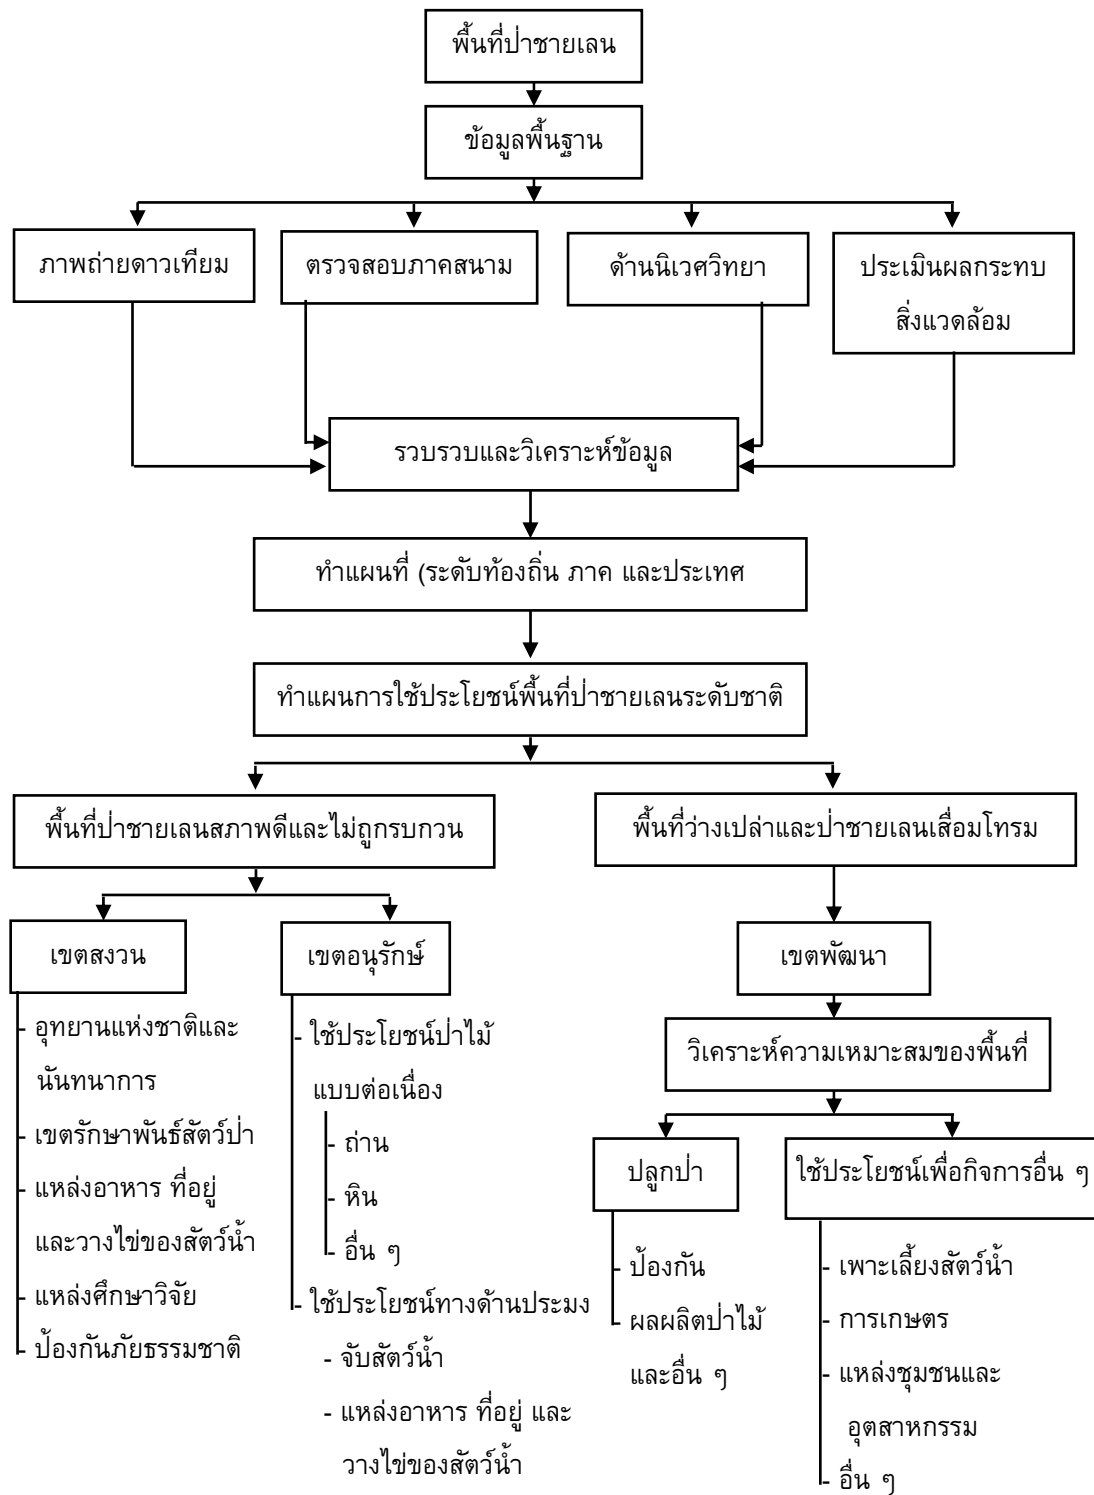 พื้นที่ป่าชายเลน
ข้อมูลพื้นฐาน
ภาพถ่ายดาวเทียม
ตรวจสอบภาคสนาม
ด้านนิเวศวิทยา
ประเมินผลกระทบ
สิ่งแวดล้อม
รวบรวบและวิเคราะห์ข้อมูล
ทำแผนที่ (ระดับท้องถิ่น ภาค และประเทศ
ทำแผนการใช้ประโยชน์พื้นที่ป่าชายเลนระดับชาติ
พื้นที่ป่าชายเลนสภาพดีและไม่ถูกรบกวน
พื้นที่ว่างเปล่าและป่าชายเลนเสื่อมโทรม
เขตสงวน
- อุทยานแห่งชาติและ
นันทนาการ
- เขตรักษาพันธ์สัตว์ป่า
- แหล่งอาหาร ที่อยู่
และวางไข่ของสัตว์น้ำ
- แหล่งศึกษาวิจัย
- ป้องกันภัยธรรมชาติ
เขตอนุรักษ์
- ใช้ประโยชน์ป่าไม้
แบบต่อเนื่อง
- ถ่าน
- หิน
- อื่น ๆ
- ใช้ประโยชน์ทางด้านประมง
- จับสัตว์น้ำ
- แหล่งอาหาร ที่อยู่ และ
วางไข่ของสัตว์น้ำ
เขตพัฒนา
วิเคราะห์ความเหมาะสมของพื้นที่
ปลูกป่า
- ป้องกัน
- ผลผลิตป่าไม้
และอื่น ๆ
ใช้ประโยชน์เพื่อกิจการอื่น ๆ
- เพาะเลี้ยงสัตว์น้ำ
- การเกษตร
- แหล่งชุมชนและ
อุตสาหกรรม
- อื่น ๆ